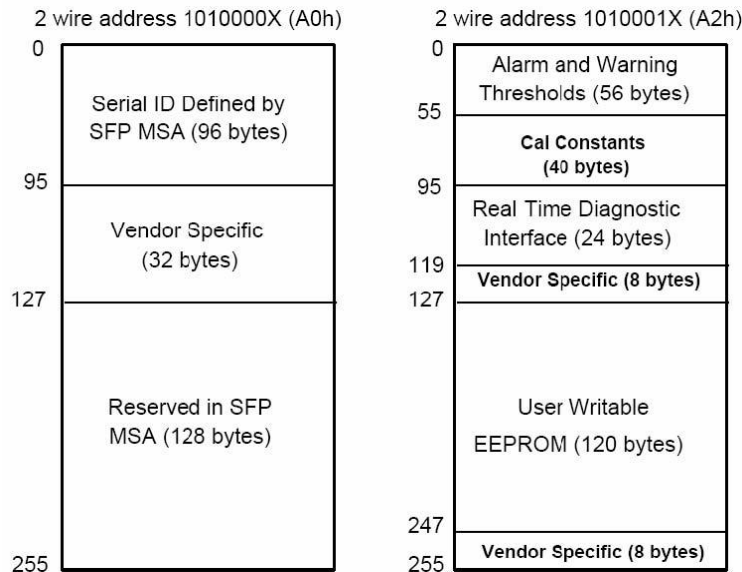 2 wire address 1010000X (A0h)
0
Serial ID Defined by
SFP MSA (96 bytes)
95
Vendor Specific
(32 bytes)
127
Reserved in SFP
MSA (128 bytes)
255
2 wire address 1010001X (A2h)
0
Alarm and Warning
Thresholds (56 bytes)
55
Cal Constants
(40 bytes)
95
Real Time Diagnostic
Interface (24 bytes)
119
Vendor Specific (8 bytes)
127
User Writable
EEPROM (120 bytes)
247
Vendor Specific (8 bytes)
255